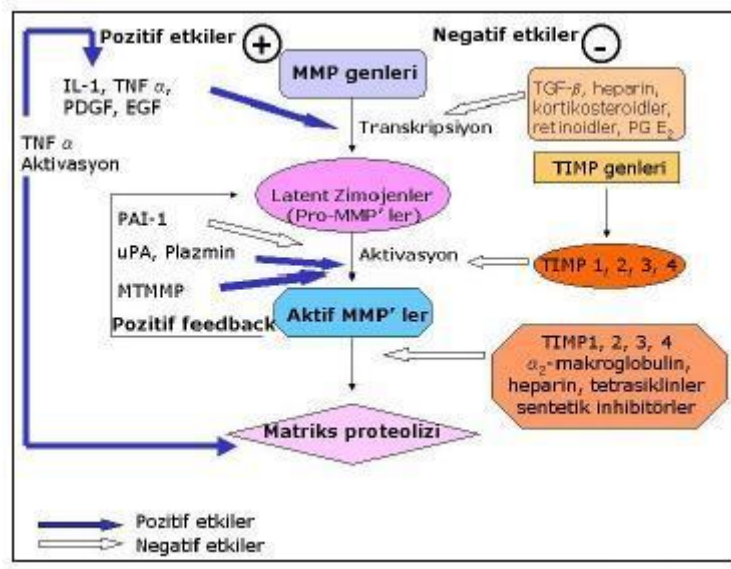 Pozitif etkiler +
Negatif etkiler -
MMP genleri
IL-1, TNF α,
PDGF, EGF
TGF-β, heparin,
kortikosteroidler,
retinoidler, PG E2
Transkripsiyon
TNF α
Aktivasyon
TIMP genleri
Latent Zimojenler
(Pro-MMP' ler)
PAI-1
uPA, Plazmin
Aktivasyon
TIMP 1, 2, 3, 4
MTMMP
Pozitif feedback
Aktif MMP' ler
TIMP1, 2, 3, 4
α2-makroglobulin,
heparin, tetrasiklinler
sentetik inhibitörler
Matriks proteolizi
Pozitif etkiler
Negatif etkiler